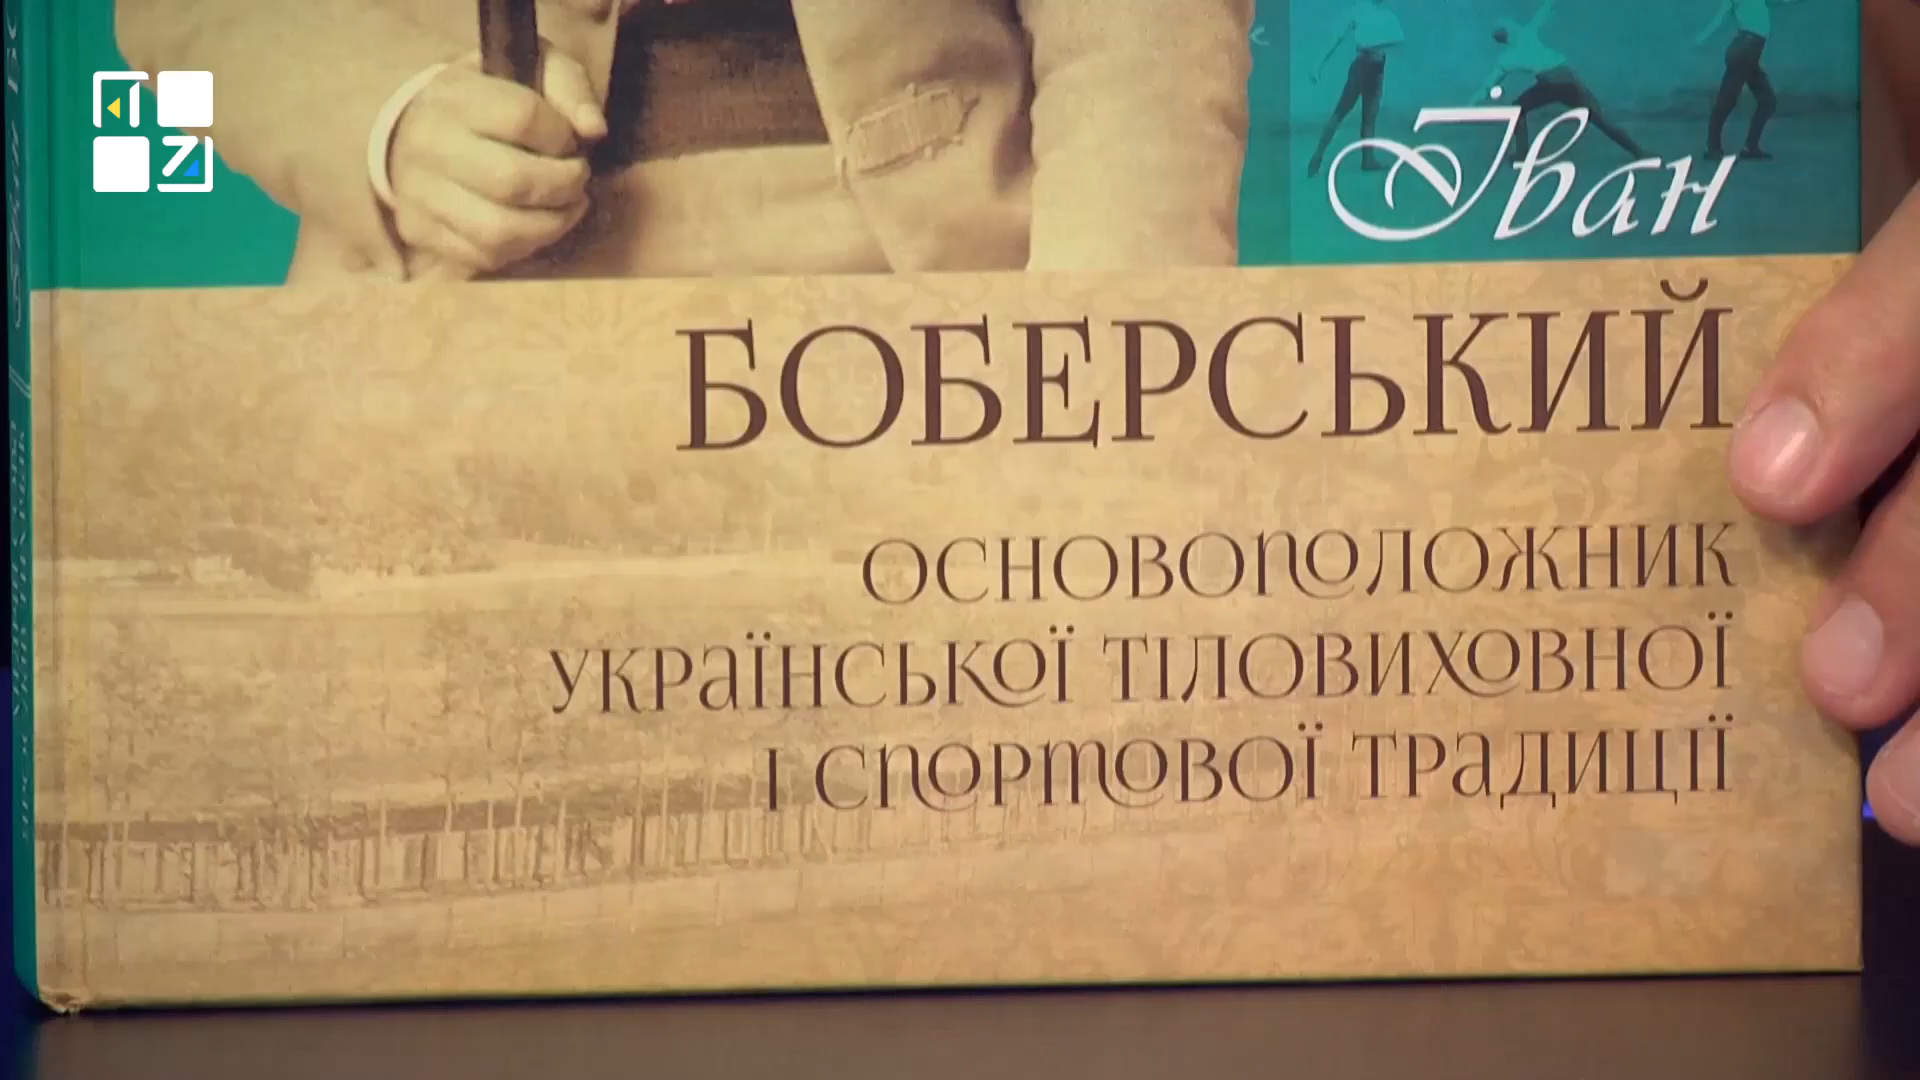 Іван
БОБЕРСЬКИЙ
ОСНОВОПОЛОЖНИК
УКРАЇНСЬКОЇ ТІЛОВИХОВНОЇ
І СПОРТОВОЇ ТРАДИЦІЇ